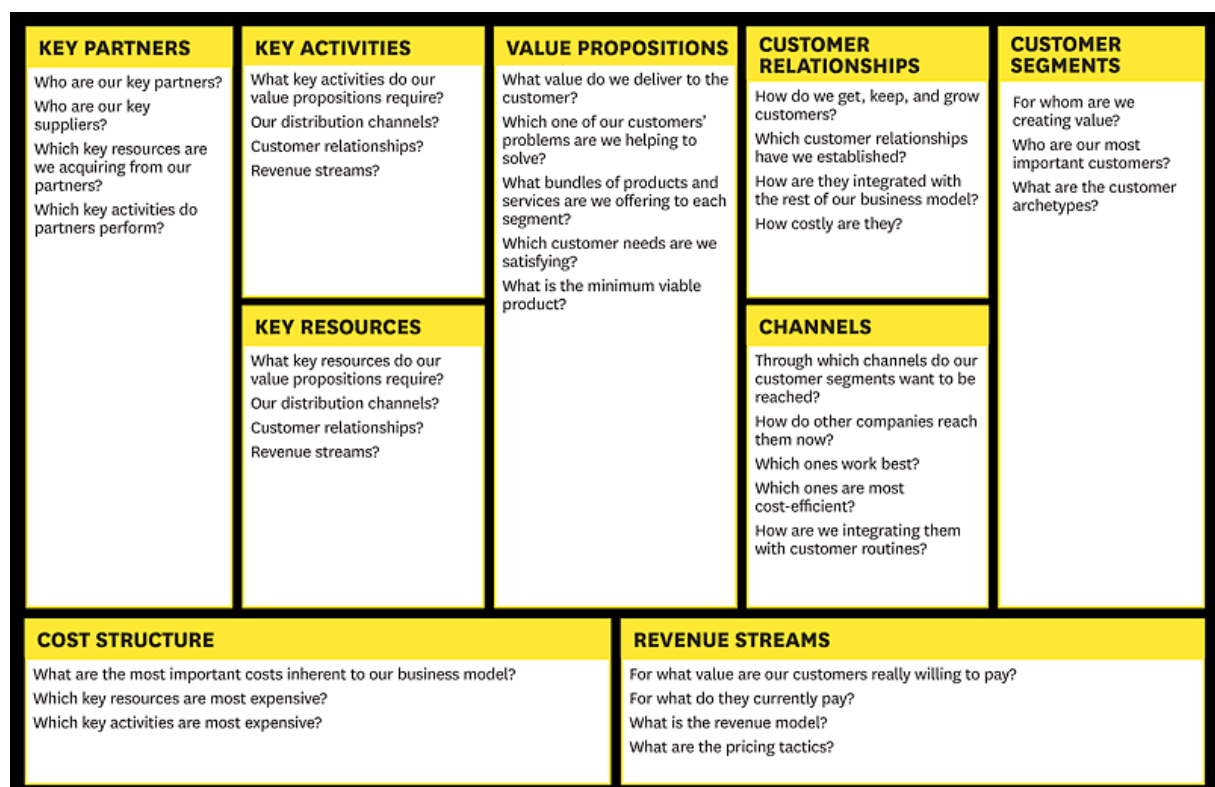 KEY PARTNERS
Who are our key partners?
Who are our key
suppliers?
Which key resources are
we acquiring from our
partners?
Which key activities do
partners perform?
KEY ACTIVITIES
What key activities do our
value propositions require?
Our distribution channels?
Customer relationships?
Revenue streams?
KEY RESOURCES
What key resources do our
value propositions require?
Our distribution channels?
Customer relationships?
Revenue streams?
VALUE PROPOSITIONS
What value do we deliver to the
customer?
Which one of our customers’
problems are we helping to
solve?
What bundles of products and
services are we offering to each
segment?
Which customer needs are we
satisfying?
What is the minimum viable
product?
CUSTOMER
RELATIONSHIPS
How do we get, keep, and grow
customers?
Which customer relationships
have we established?
How are they integrated with
the rest of our business model?
How costly are they?
CHANNELS
Through which channels do our
customer segments want to be
reached?
How do other companies reach
them now?
Which ones work best?
Which ones are most
cost-efficient?
How are we integrating them
with customer routines?
CUSTOMER
SEGMENTS
For whom are we
creating value?
Who are our most
important customers?
What are the customer
archetypes?
COST STRUCTURE
What are the most important costs inherent to our business model?
Which key resources are most expensive?
Which key activities are most expensive?
REVENUE STREAMS
For what value are our customers really willing to pay?
For what do they currently pay?
What is the revenue model?
What are the pricing tactics?